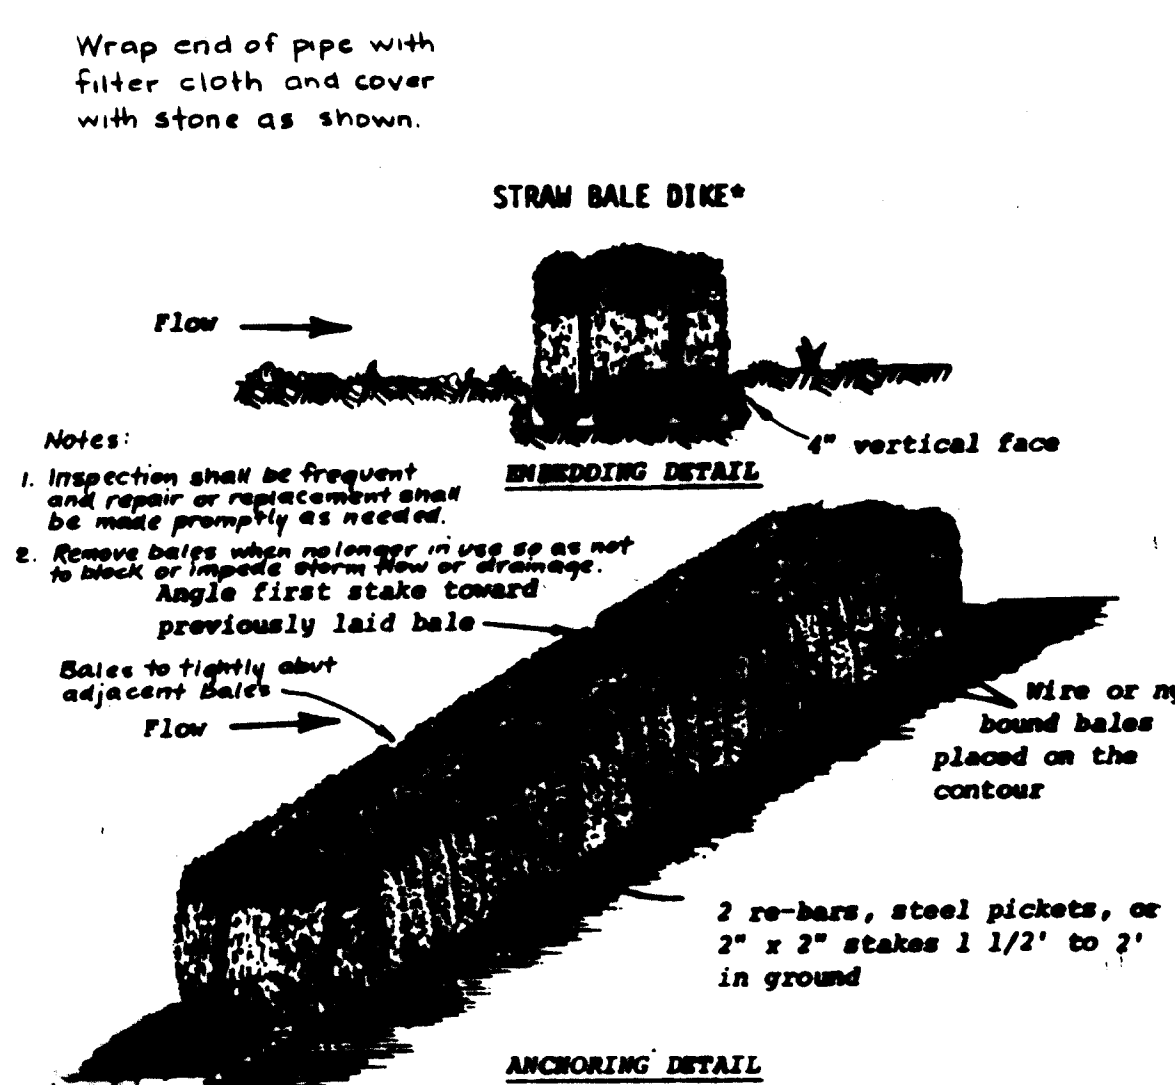 Wrap end of pipe with
filter cloth and cover
with stone as shown.
STRAW BALE DIKE*
Flow
4" vertical face
EMBEDDING DETAIL
Notes:
1. Inspection shall be frequent
and repair or replacement shall
be made promptly as needed.
2. Remove bales when no longer in use so as not
to block or impede storm flow or drainage.
Angle first stake toward
previously laid bale
Bales to tightly abut
adjacent bales
Flow
Wire or
bound bales
placed on the
contour
2 re-bars, steel pickets, or
2" x 2" stakes 1 1/2' to 2'
in ground
ANCHORING DETAIL